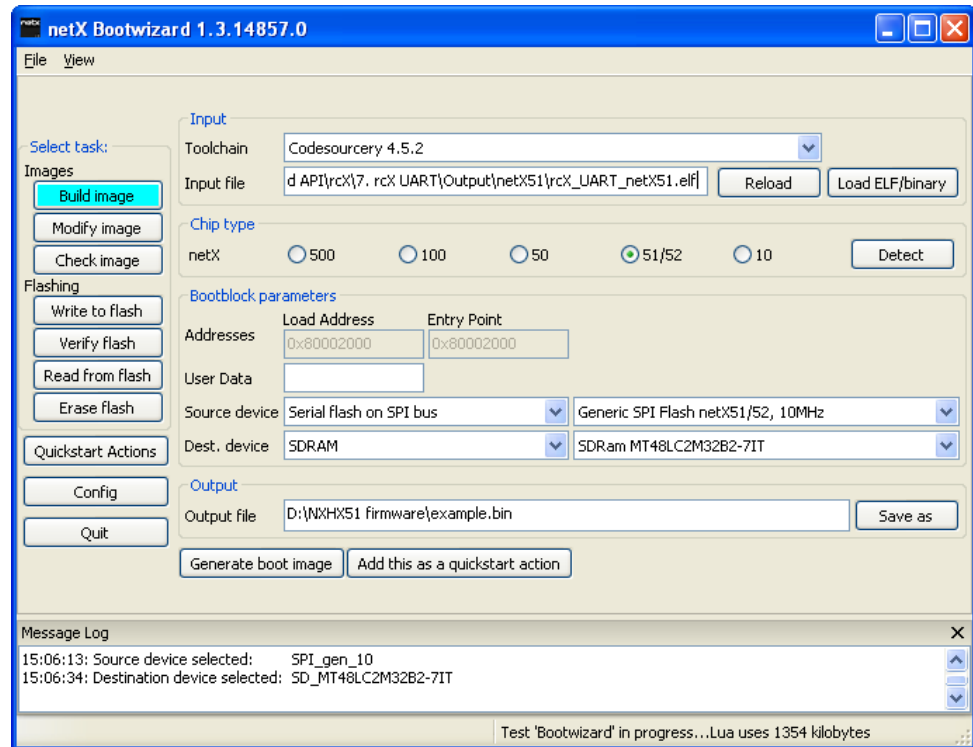 netX Bootwizard 1.3.14857.0
File View
Select task:
Images
Build image
Modify image
Check image
Flashing
Write to flash
Verify flash
Read from flash
Erase flash
Quickstart Actions
Config
Quit
Input
Toolchain Codesourcery 4.5.2
Input file d API\rcX\7. rcX UART\Output\netX51\rcX_UART_netX51.elf Reload Load ELF/binary
Chip type
netX 500 100 50 51/52 10 Detect
Bootblock parameters
Load Address Entry Point
Addresses 0x80002000 0x80002000
User Data
Source device Serial flash on SPI bus Generic SPI Flash netX51/52, 10MHz
Dest. device SDRAM SDRam MT48LC2M32B2-7IT
Output
Output file D:\NXHX51 firmware\example.bin Save as
Generate boot image Add this as a quickstart action
Message Log
15:06:13: Source device selected: SPI_gen_10
15:06:34: Destination device selected: SD_MT48LC2M32B2-7IT
Test 'Bootwizard' in progress...Lua uses 1354 kilobytes